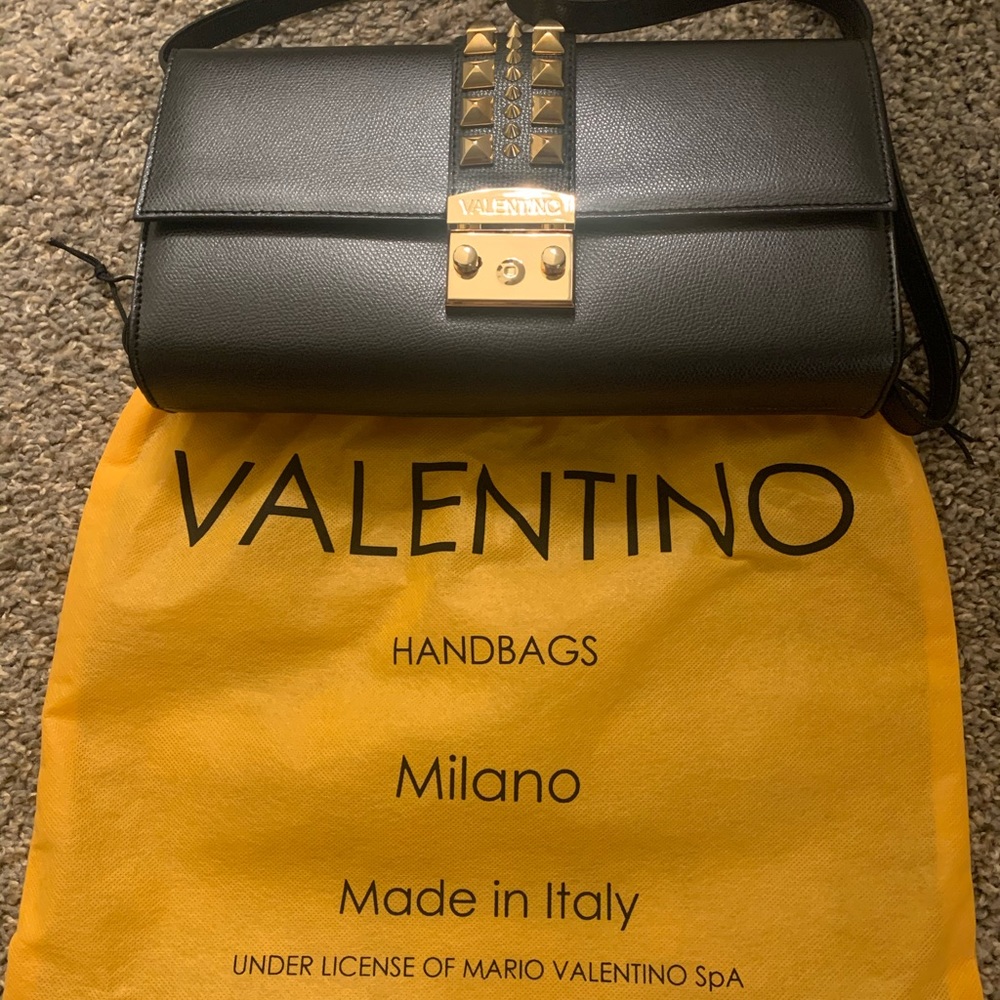 VALENTINO
VALENTINO
HANDBAGS
Milano
Made in Italy
UNDER LICENSE OF MARIO VALENTINO SpA